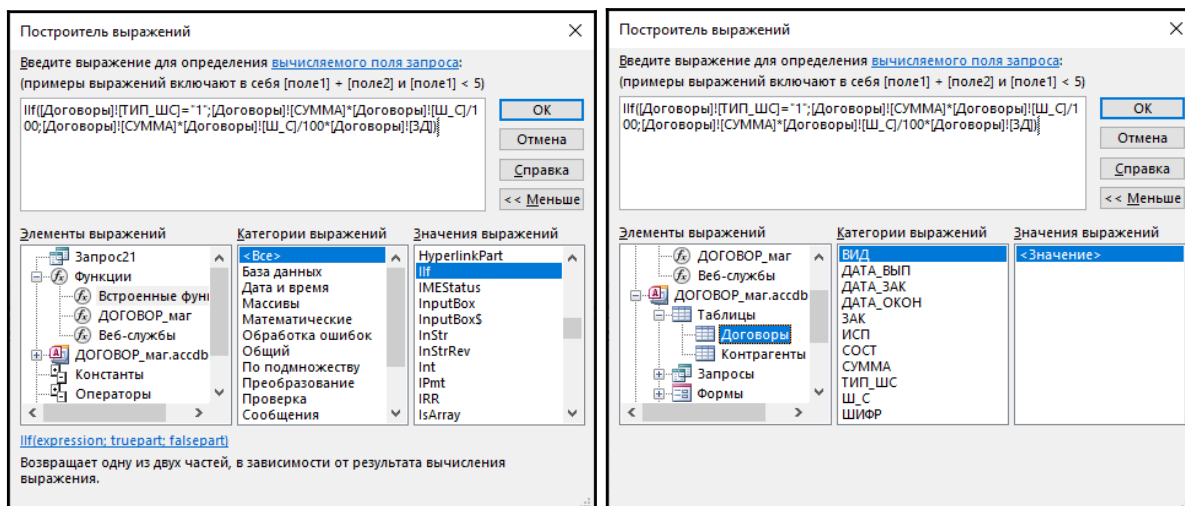 Построитель выражений
Введите выражение для определения вычисляемого поля запроса:
(примеры выражений включают в себя [поле1] + [поле2] и [поле1] < 5)
IIf([Договоры]![ТИП_ШС]="1";[Договоры]![СУММА]*[Договоры]![Ш_С]/1
00;[Договоры]![СУММА]*[Договоры]![Ш_С]/100*[Договоры]![ЗД])
ОК
Отмена
Справка
<< Меньше
Элементы выражений
Запрос21
Функции
Встроенные функ
ДОГОВОР_маг
Веб-службы
ДОГОВОР_маг.accdb
Константы
Операторы
Категории выражений
<Все>
База данных
Дата и время
Массивы
Математические
Обработка ошибок
Общий
По подмножеству
Преобразование
Проверка
Сообщения
Значения выражений
HyperlinkPart
IIf
IMEStatus
InputBox
InputBox$
InStr
InStrRev
Int
IPmt
IRR
IsArray
IIf(expression; truepart; falsepart)
Возвращает одну из двух частей, в зависимости от результата вычисления
выражения.
Построитель выражений
Введите выражение для определения вычисляемого поля запроса:
(примеры выражений включают в себя [поле1] + [поле2] и [поле1] < 5)
IIf([Договоры]![ТИП_ШС]="1";[Договоры]![СУММА]*[Договоры]![Ш_С]/1
00;[Договоры]![СУММА]*[Договоры]![Ш_С]/100*[Договоры]![ЗД])
ОК
Отмена
Справка
<< Меньше
Элементы выражений
ДОГОВОР_маг
Веб-службы
ДОГОВОР_маг.accdb
Таблицы
Договоры
Контрагенты
Запросы
Формы
Категории выражений
ВИД
ДАТА_ВЫП
ДАТА_ЗАК
ДАТА_ОКОН
ЗАК
ИСП
СОСТ
СУММА
ТИП_ШС
Ш_С
ШИФР
Значения выражений
<Значение>